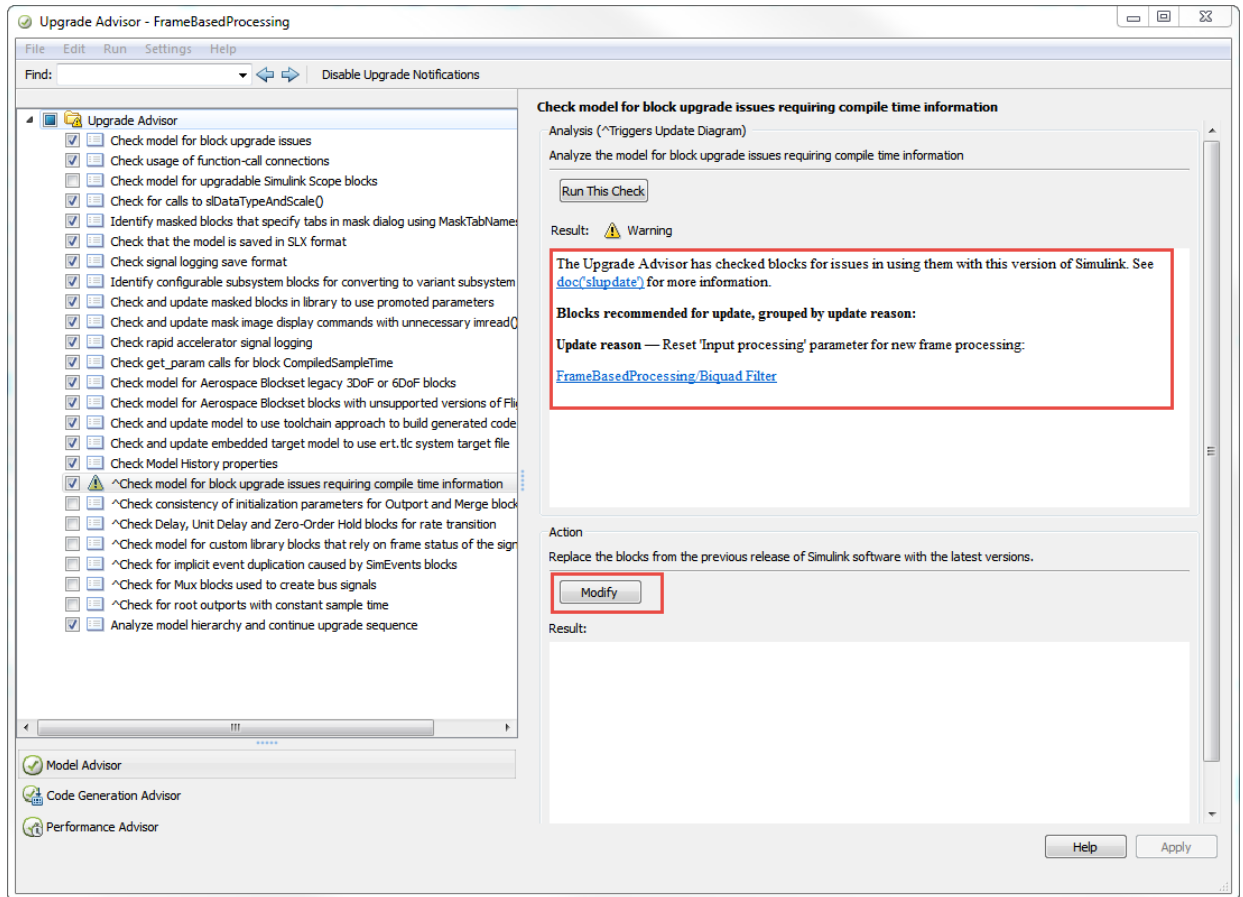 Upgrade Advisor - FrameBasedProcessing
File Edit Run Settings Help
Find:
Disable Upgrade Notifications
Upgrade Advisor
Check model for block upgrade issues
Check usage of function-call connections
Check model for upgradable Simulink Scope blocks
Check for calls to slDataTypeAndScale()
Identify masked blocks that specify tabs in mask dialog using MaskTabNames
Check that the model is saved in SLX format
Check signal logging save format
Identify configurable subsystem blocks for converting to variant subsystem
Check and update masked blocks in library to use promoted parameters
Check and update mask image display commands with unnecessary imread()
Check rapid accelerator signal logging
Check get_param calls for block CompiledSampleTime
Check model for Aerospace Blockset legacy 3DoF or 6DoF blocks
Check model for Aerospace Blockset blocks with unsupported versions of Fli
Check and update model to use toolchain approach to build generated code
Check and update embedded target model to use ert.tlc system target file
Check Model History properties
^Check model for block upgrade issues requiring compile time information
^Check consistency of initialization parameters for Outport and Merge block
^Check Delay, Unit Delay and Zero-Order Hold blocks for rate transition
^Check model for custom library blocks that rely on frame status of the sign
^Check for implicit event duplication caused by SimEvents blocks
^Check for Mux blocks used to create bus signals
^Check for root outports with constant sample time
Analyze model hierarchy and continue upgrade sequence
Model Advisor
Code Generation Advisor
Performance Advisor
Check model for block upgrade issues requiring compile time information
Analysis (^Triggers Update Diagram)
Analyze the model for block upgrade issues requiring compile time information
Run This Check
Result: Warning
The Upgrade Advisor has checked blocks for issues in using them with this version of Simulink. See
doc('slupdate') for more information.
Blocks recommended for update, grouped by update reason:
Update reason — Reset 'Input processing' parameter for new frame processing:
FrameBasedProcessing/Biquad Filter
Action
Replace the blocks from the previous release of Simulink software with the latest versions.
Modify
Result:
Help
Apply